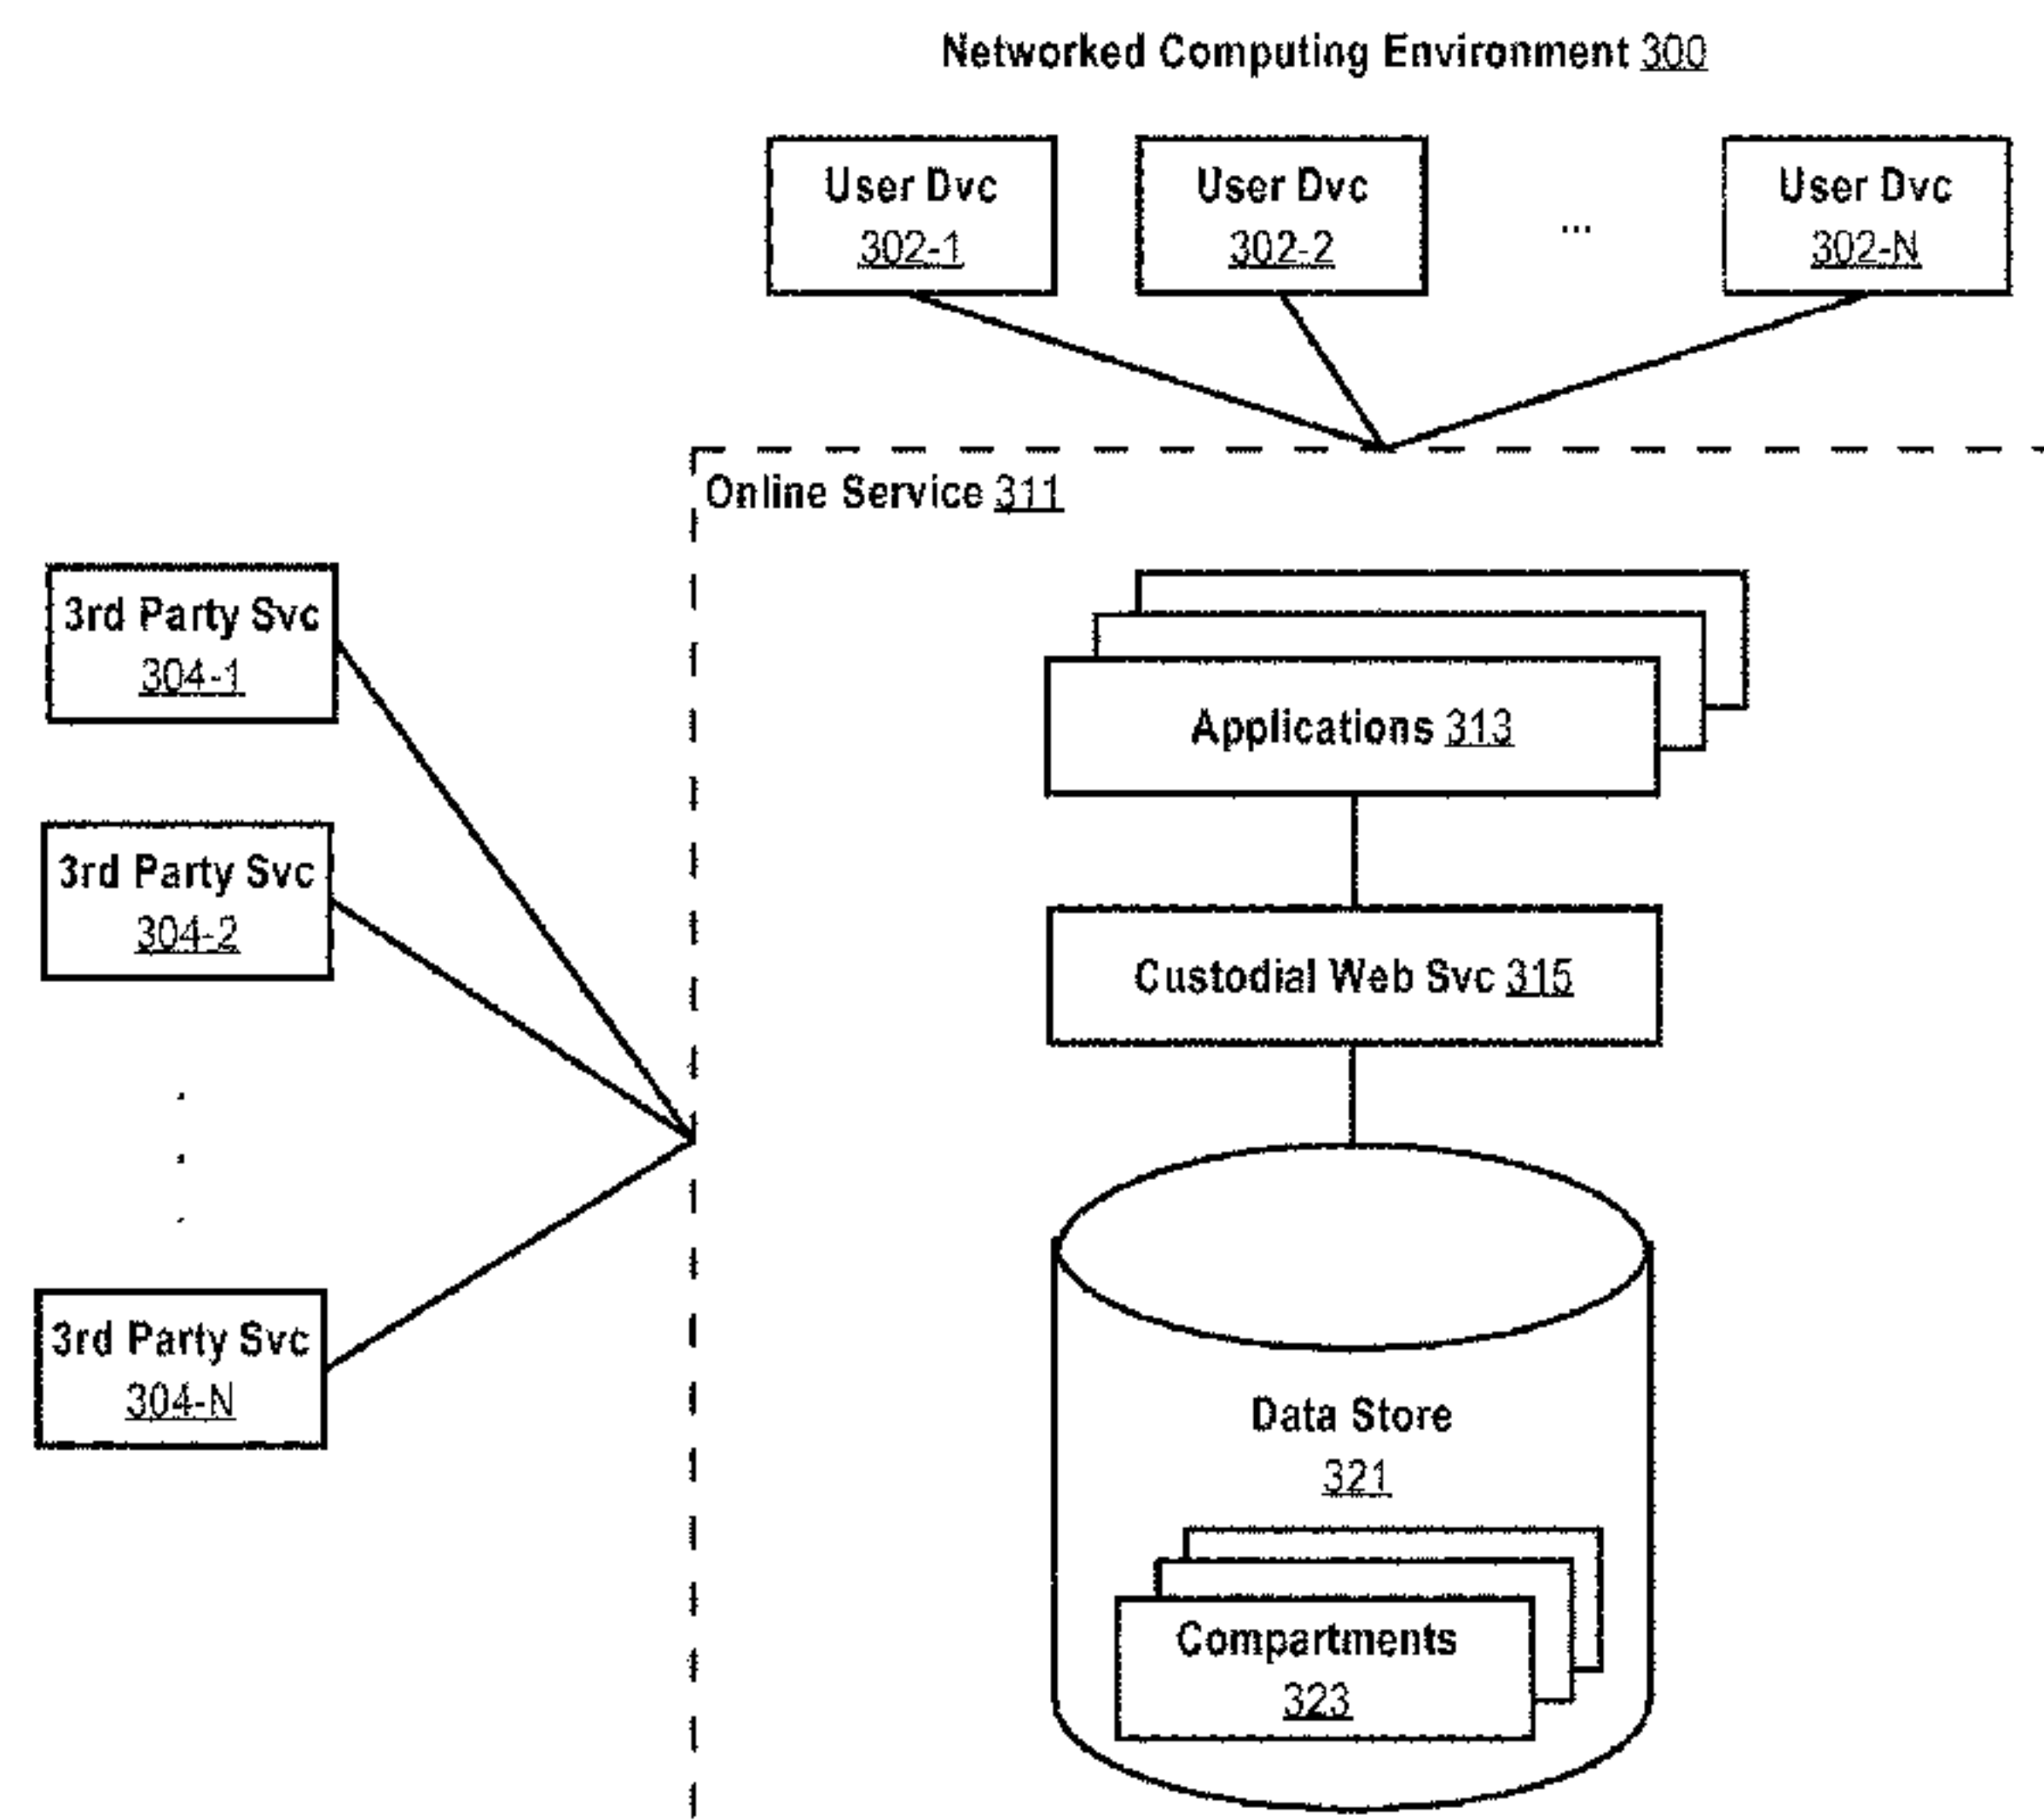 Networked Computing Environment 300
User Dvc
302-1
User Dvc
302-2
...
User Dvc
302-N
Online Service 311
3rd Party Svc
304-1
3rd Party Svc
304-2
3rd Party Svc
304-N
Applications 313
Custodial Web Svc 315
Data Store
321
Compartments
323